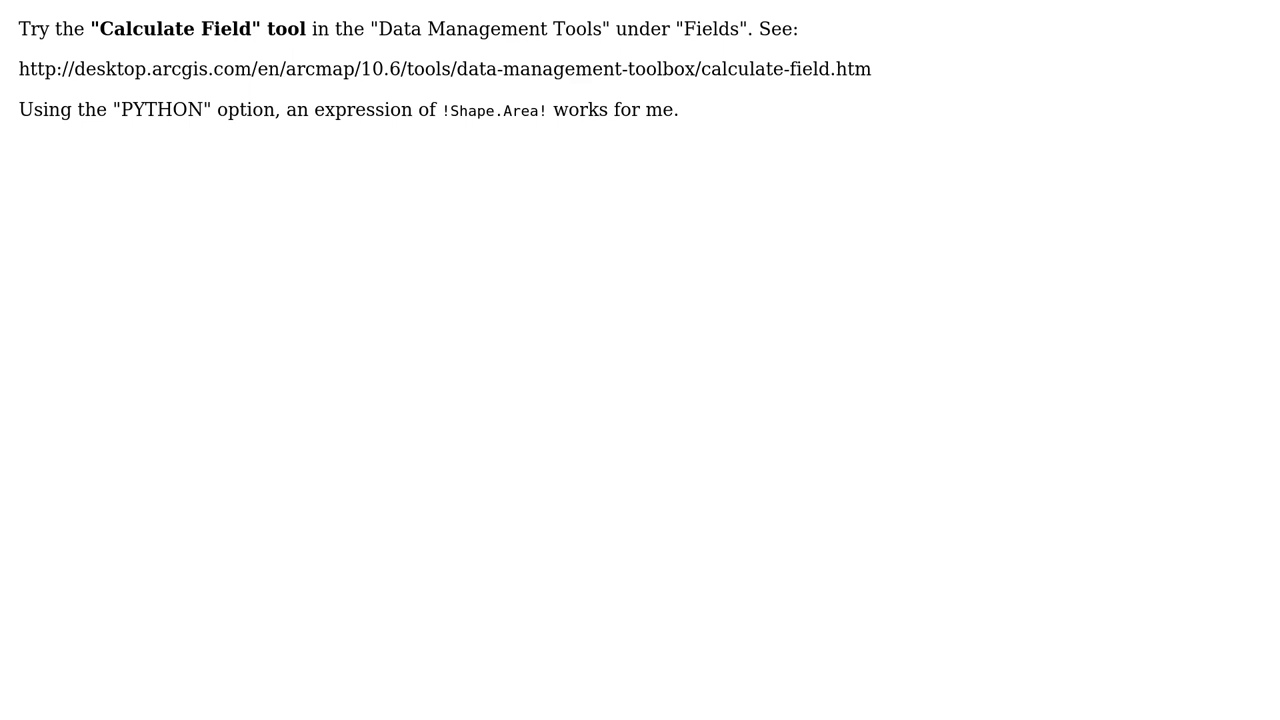 Try the "Calculate Field" tool in the "Data Management Tools" under "Fields". See:
http://desktop.arcgis.com/en/arcmap/10.6/tools/data-management-toolbox/calculate-field.htm
Using the "PYTHON" option, an expression of !Shape.Area! works for me.